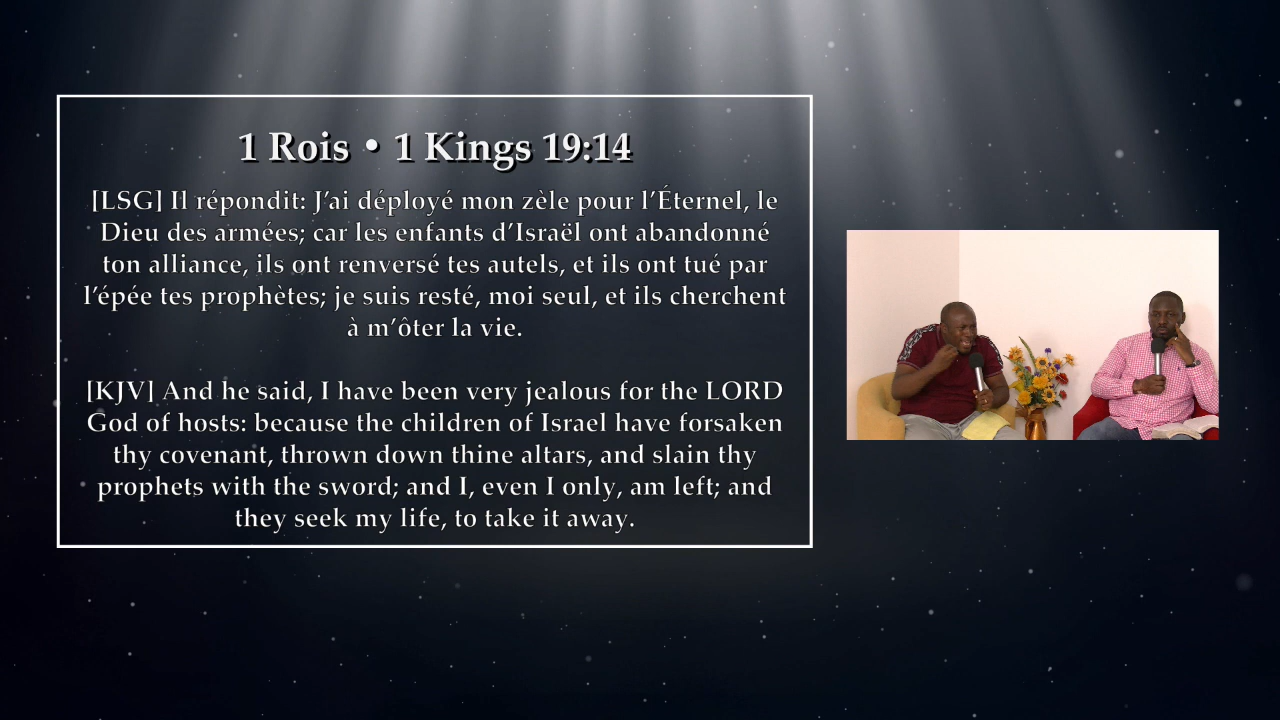 1 Rois • 1 Kings 19:14
[LSG] Il répondit: J’ai déployé mon zèle pour l’Éternel, le
Dieu des armées; car les enfants d’Israël ont abandonné
ton alliance, ils ont renversé tes autels, et ils ont tué par
l’épée tes prophètes; je suis resté, moi seul, et ils cherchent
à m’ôter la vie.
[KJV] And he said, I have been very jealous for the LORD
God of hosts: because the children of Israel have forsaken
thy covenant, thrown down thine altars, and slain thy
prophets with the sword; and I, even I only, am left; and
they seek my life, to take it away.